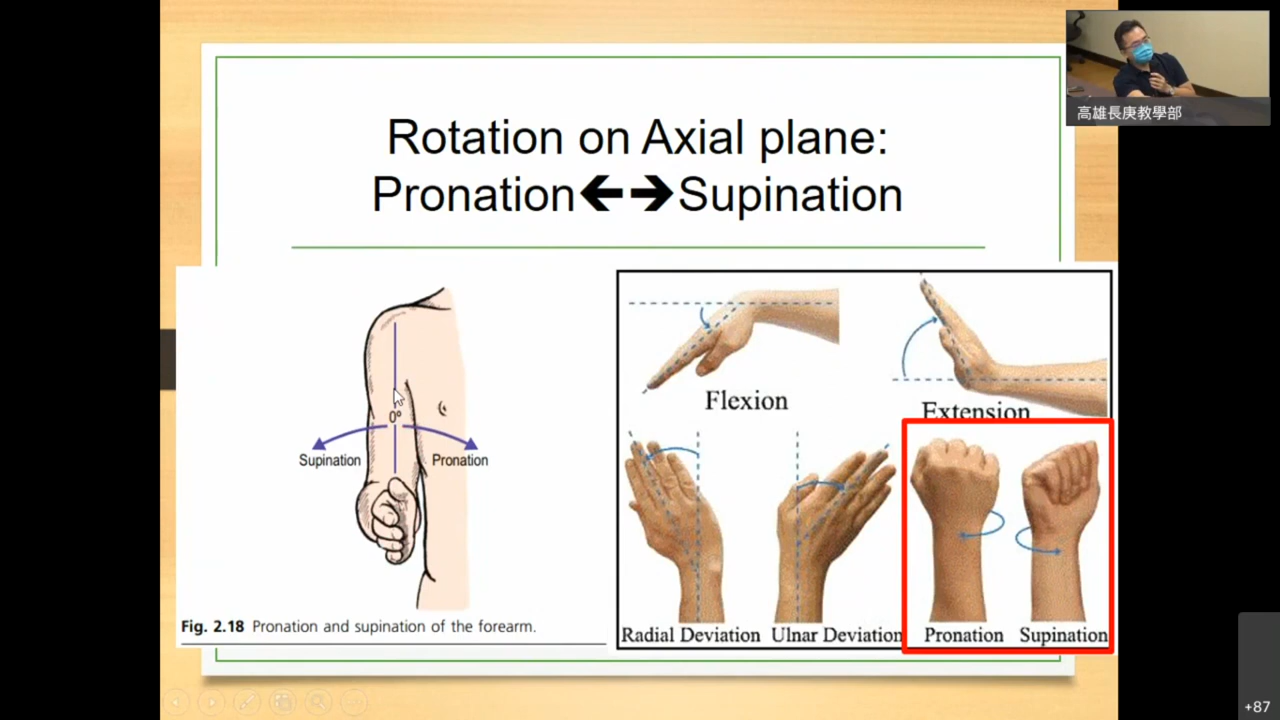 高雄長庚教學部
Rotation on Axial plane:
Pronation🡰🡲Supination
0°
Supination
Pronation
Fig. 2.18 Pronation and supination of the forearm.
Flexion
Extension
Radial Deviation
Ulnar Deviation
Pronation
Supination
+87